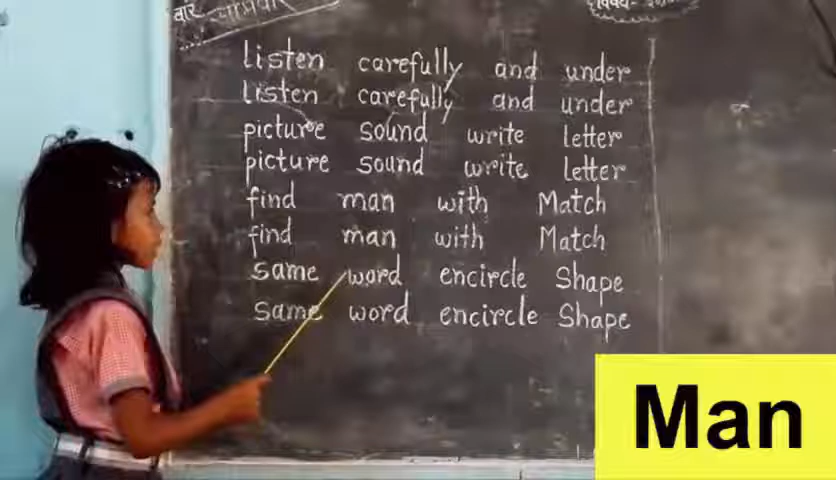 वार
listen carefully and under
listen carefully and under
picture sound write letter
picture sound write letter
find man with Match
find man with Match
same word encircle Shape
same word encircle Shape
Man